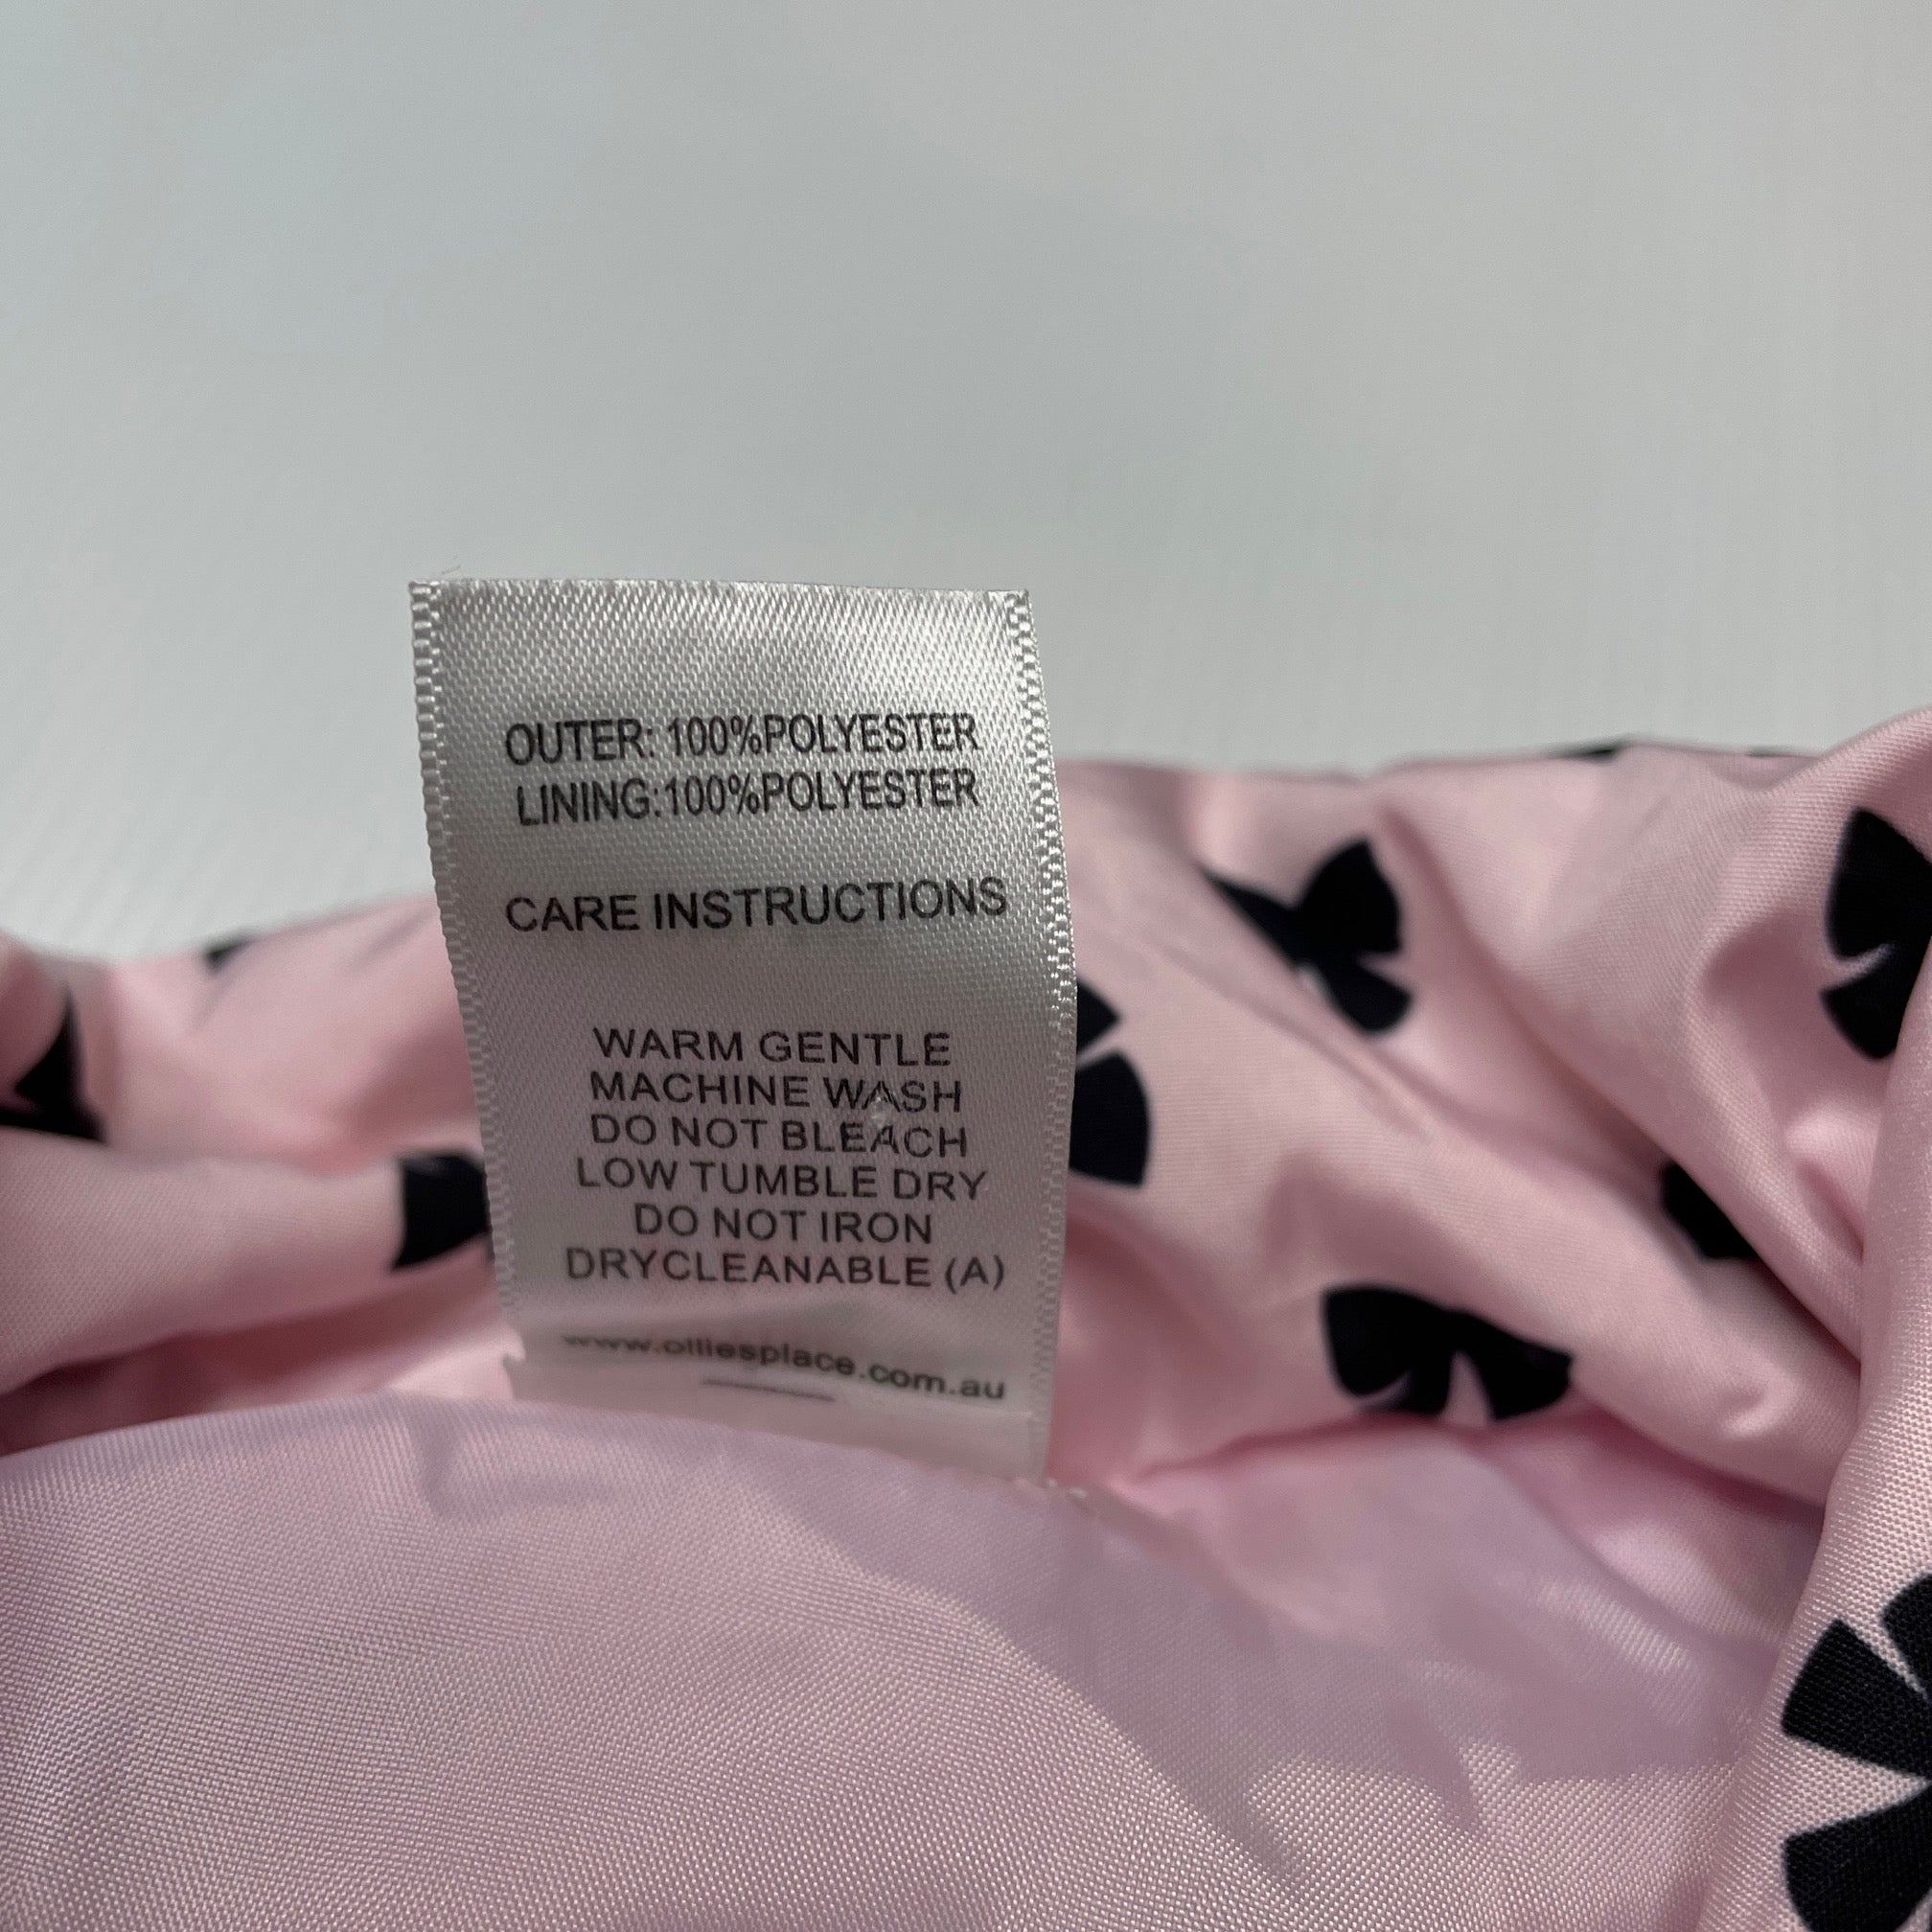 OUTER: 100%POLYESTER
LINING:100%POLYESTER
CARE INSTRUCTIONS
WARM GENTLE
MACHINE WASH
DO NOT BLEACH
LOW TUMBLE DRY
DO NOT IRON
DRYCLEANABLE (A)
www.olliesplace.com.au